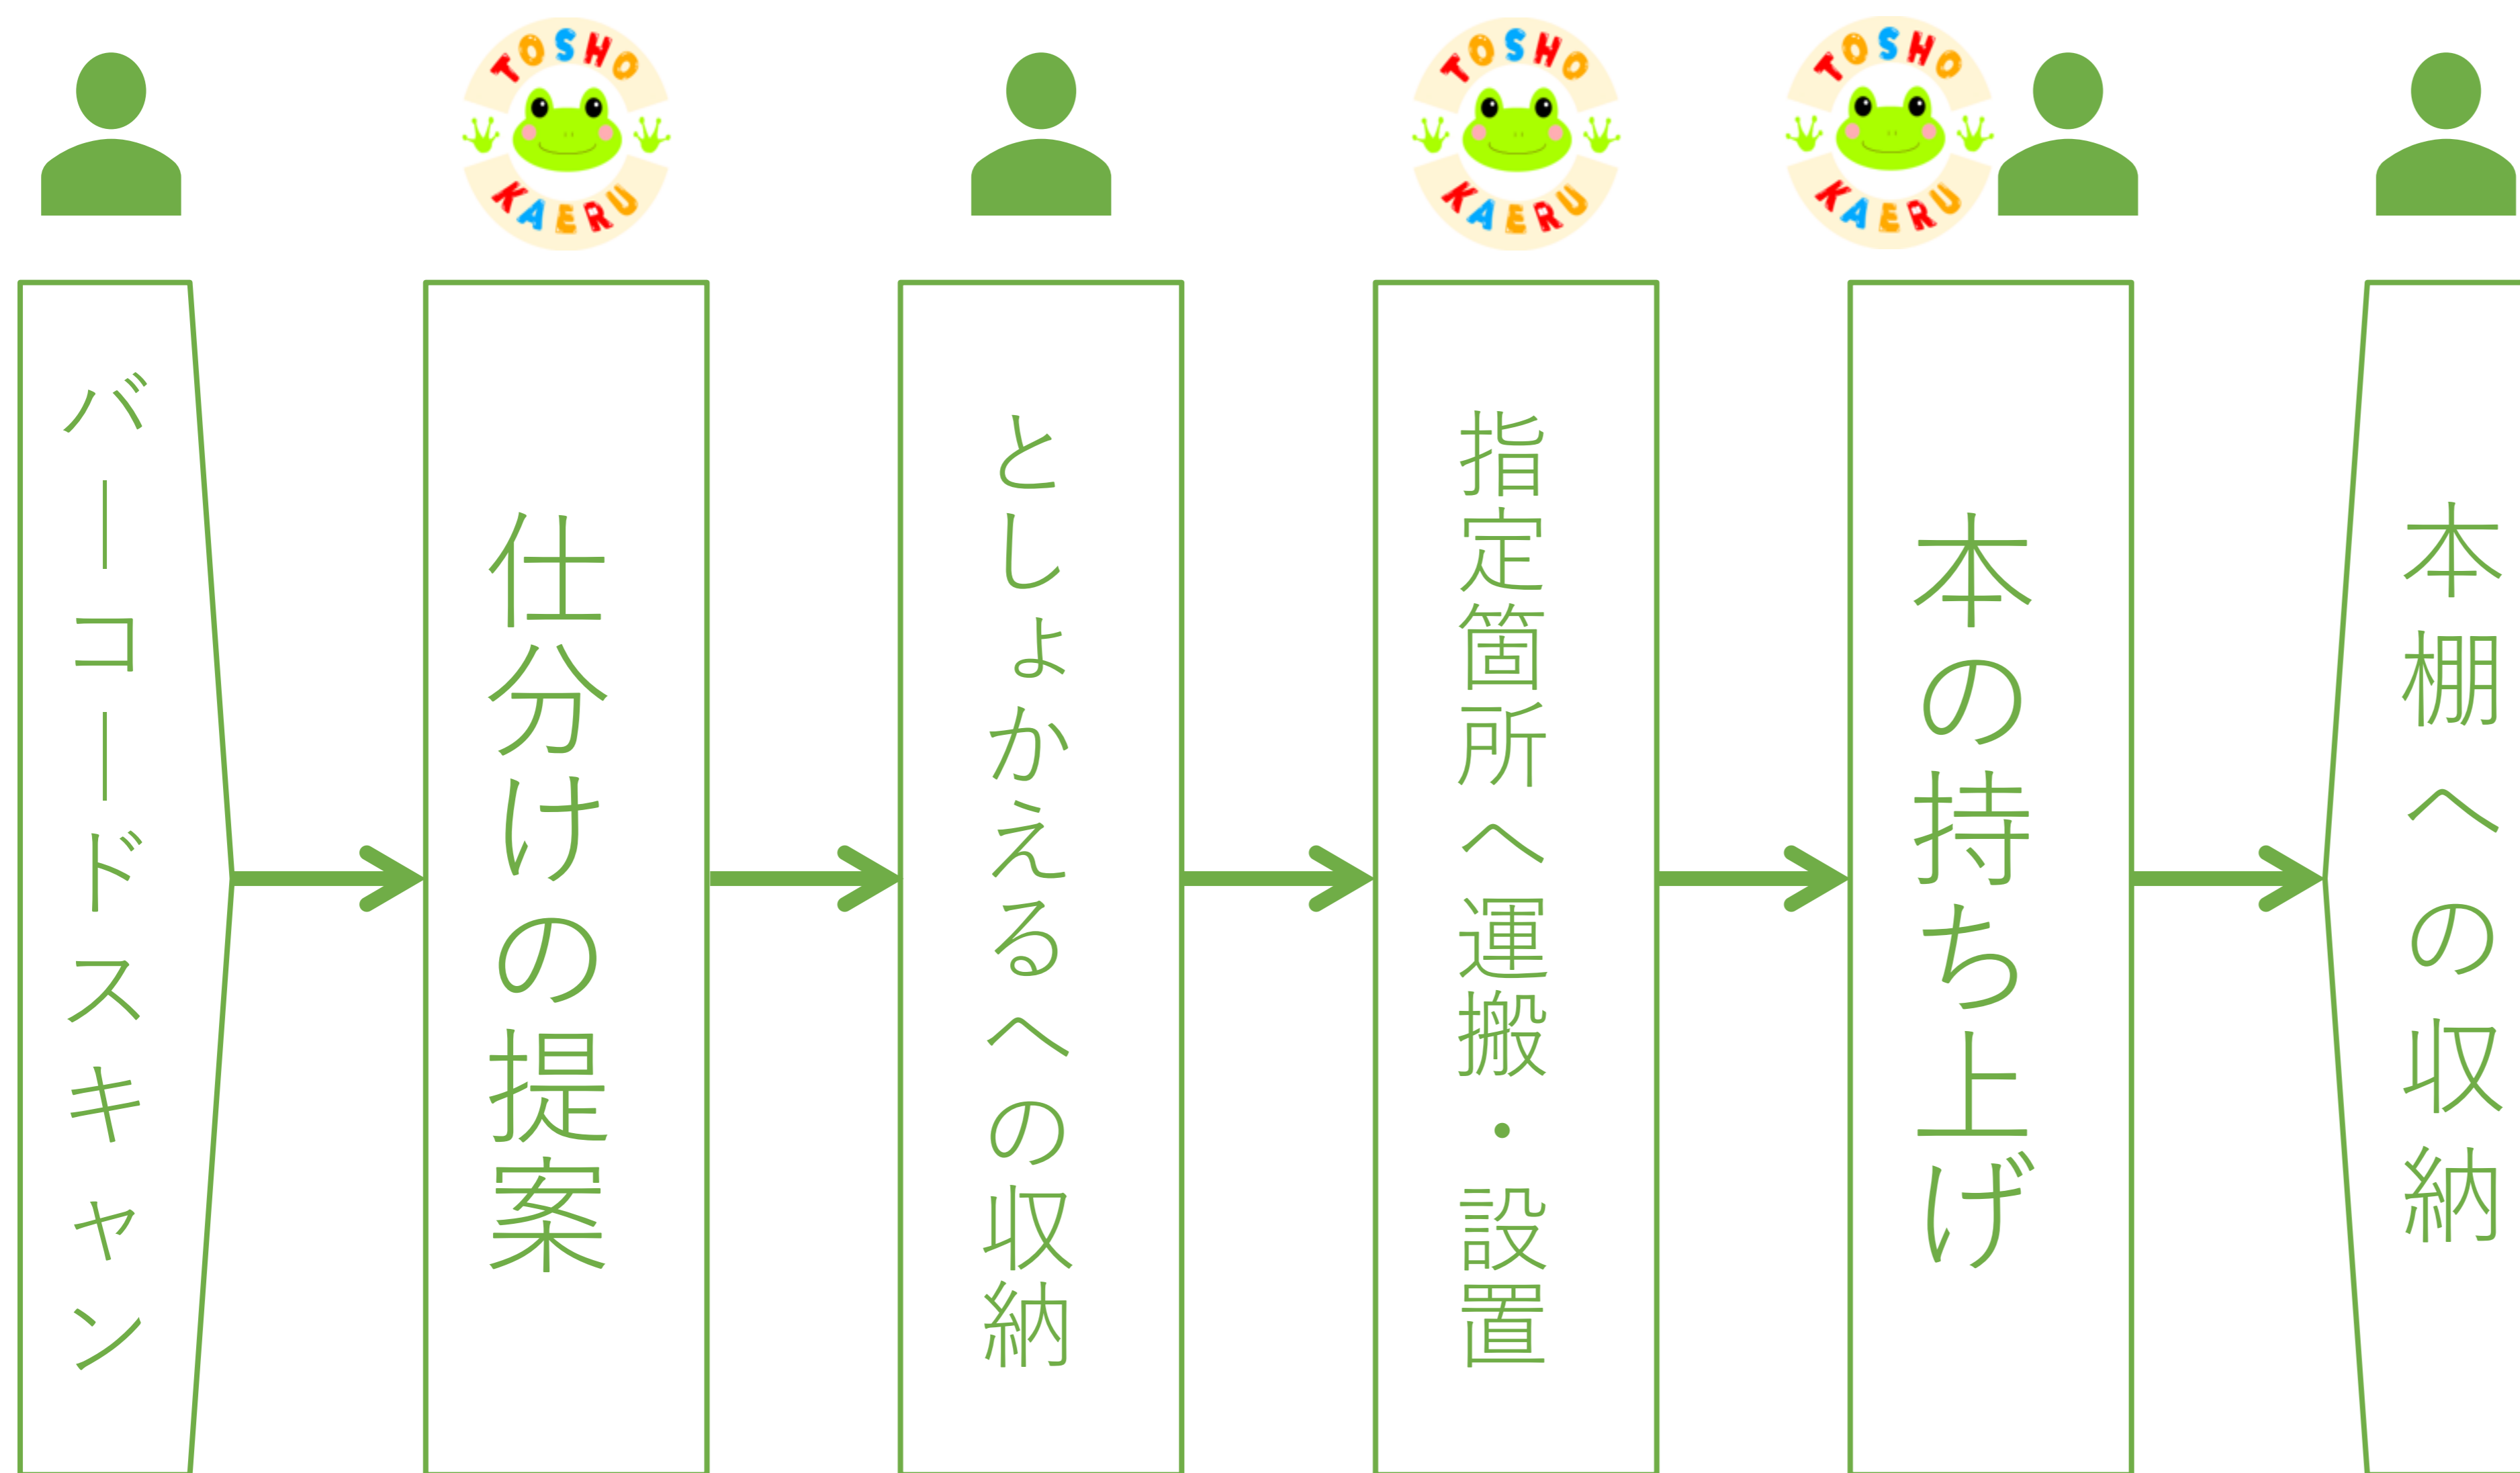 TOSHO
KAERU
TOSHO
KAERU
TOSHO
KAERU
バーコードスキャン
仕分けの提案
としょかえるへの収納
指定箇所へ運搬・設置
本の持ち上げ
本棚への収納